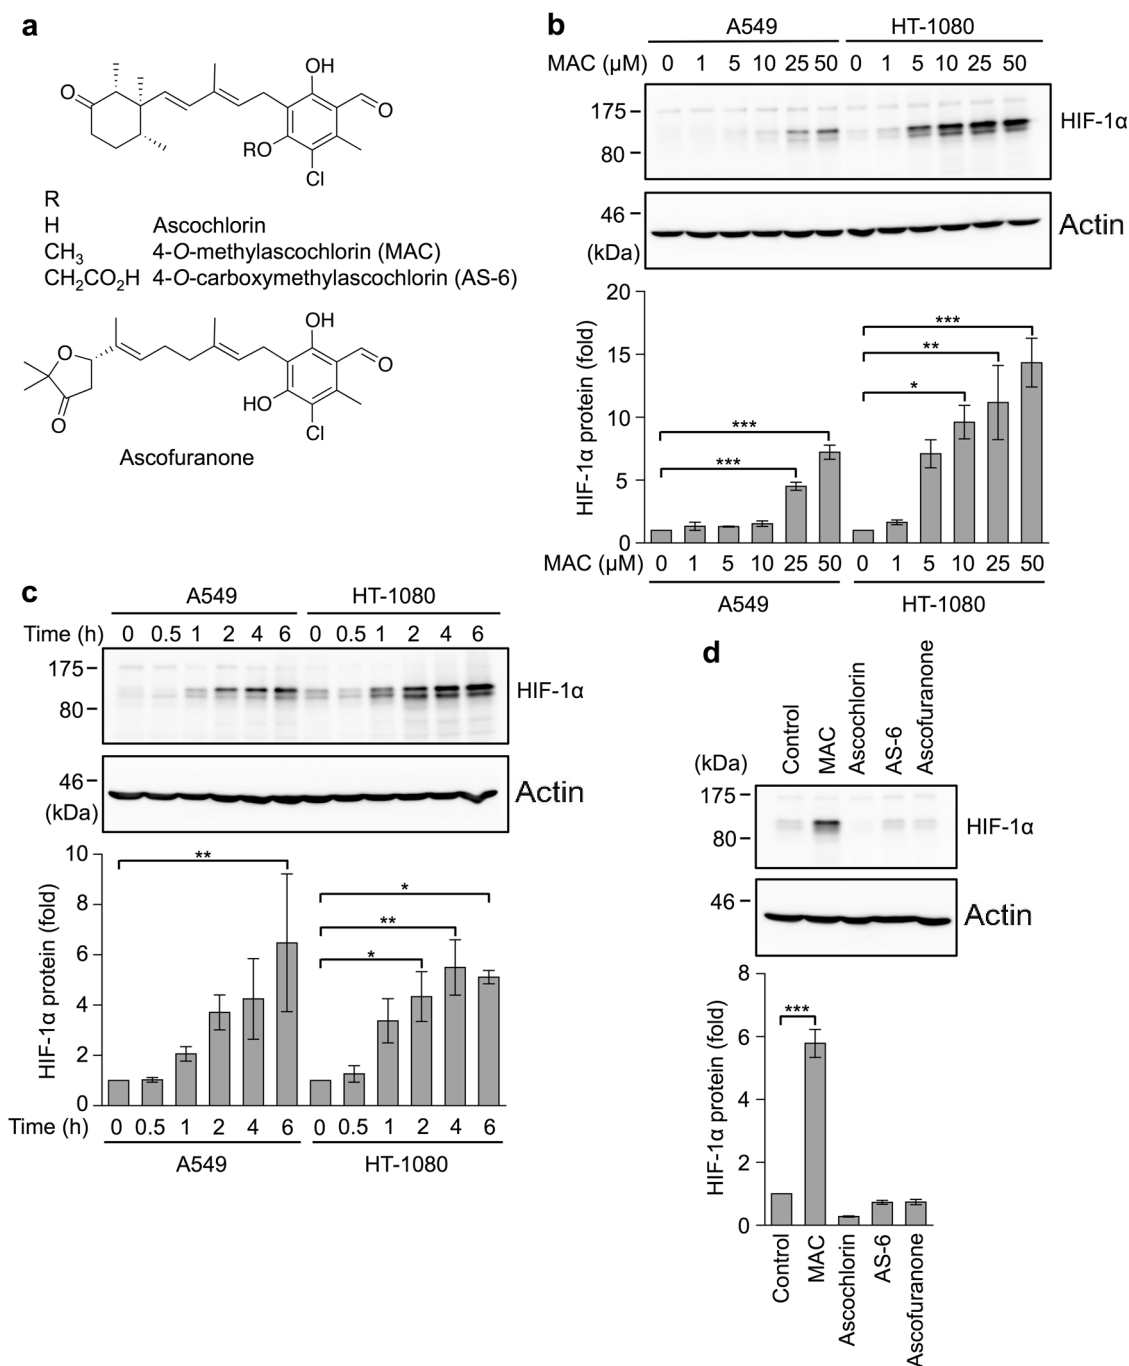 a
O
OH
O
RO
Cl
R
H Ascochlorin
CH3 4-O-methylascochlorin (MAC)
CH2CO2H 4-O-carboxymethylascochlorin (AS-6)
OH
O
O
O
HO
Cl
Ascofuranone
b
A549 HT-1080
MAC (μM) 0 1 5 10 25 50 0 1 5 10 25 50
175
HIF-1α
80
46
Actin
(kDa)
HIF-1α protein (fold)
20
15
10
5
0
*** *** * ** ***
MAC (μM) 0 1 5 10 25 50 0 1 5 10 25 50
A549 HT-1080
c
A549 HT-1080
Time (h) 0 0.5 1 2 4 6 0 0.5 1 2 4 6
175
HIF-1α
80
46
Actin
(kDa)
HIF-1α protein (fold)
10
8
6
4
2
0
** * ** *
Time (h) 0 0.5 1 2 4 6 0 0.5 1 2 4 6
A549 HT-1080
d
Control MAC Ascochlorin AS-6 Ascofuranone
(kDa)
175
HIF-1α
80
46
Actin
HIF-1α protein (fold)
8
6
4
2
0
***
Control MAC Ascochlorin AS-6 Ascofuranone